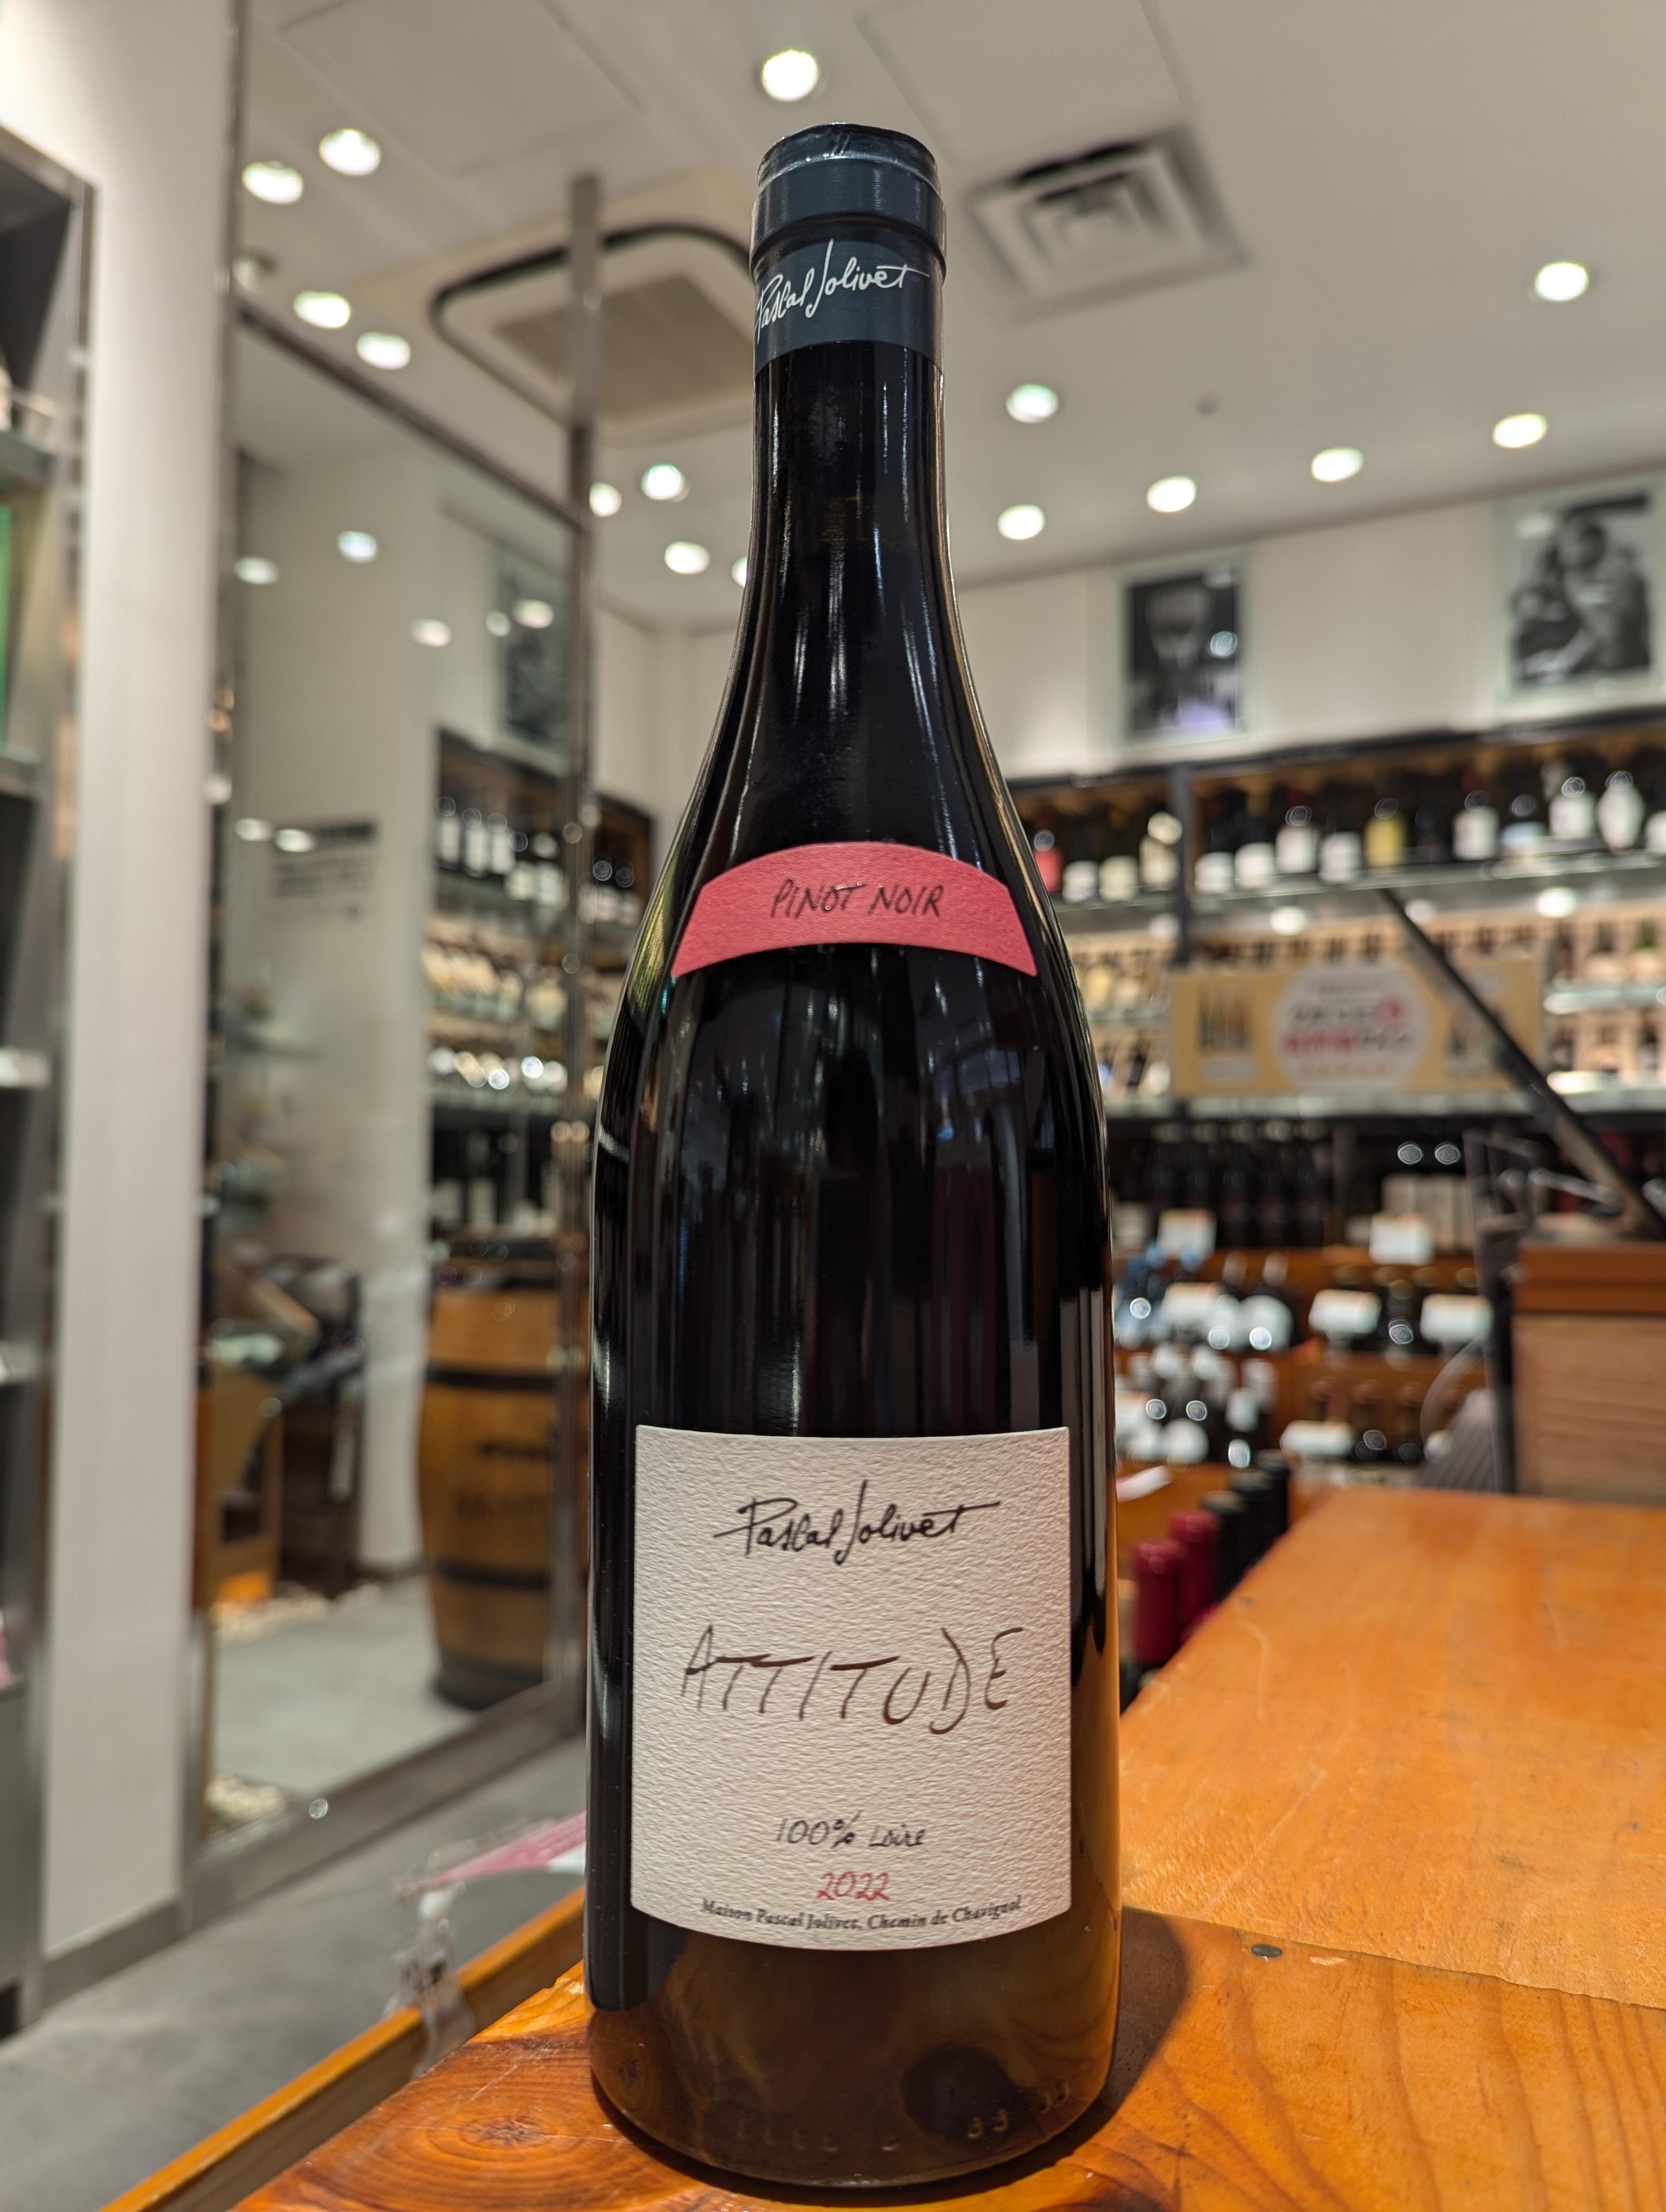 Pascal Jolivet
PINOT NOIR
Pascal Jolivet
ATTITUDE
100% Loire
2022
Maison Pascal Jolivet, Chemin de Chavignol